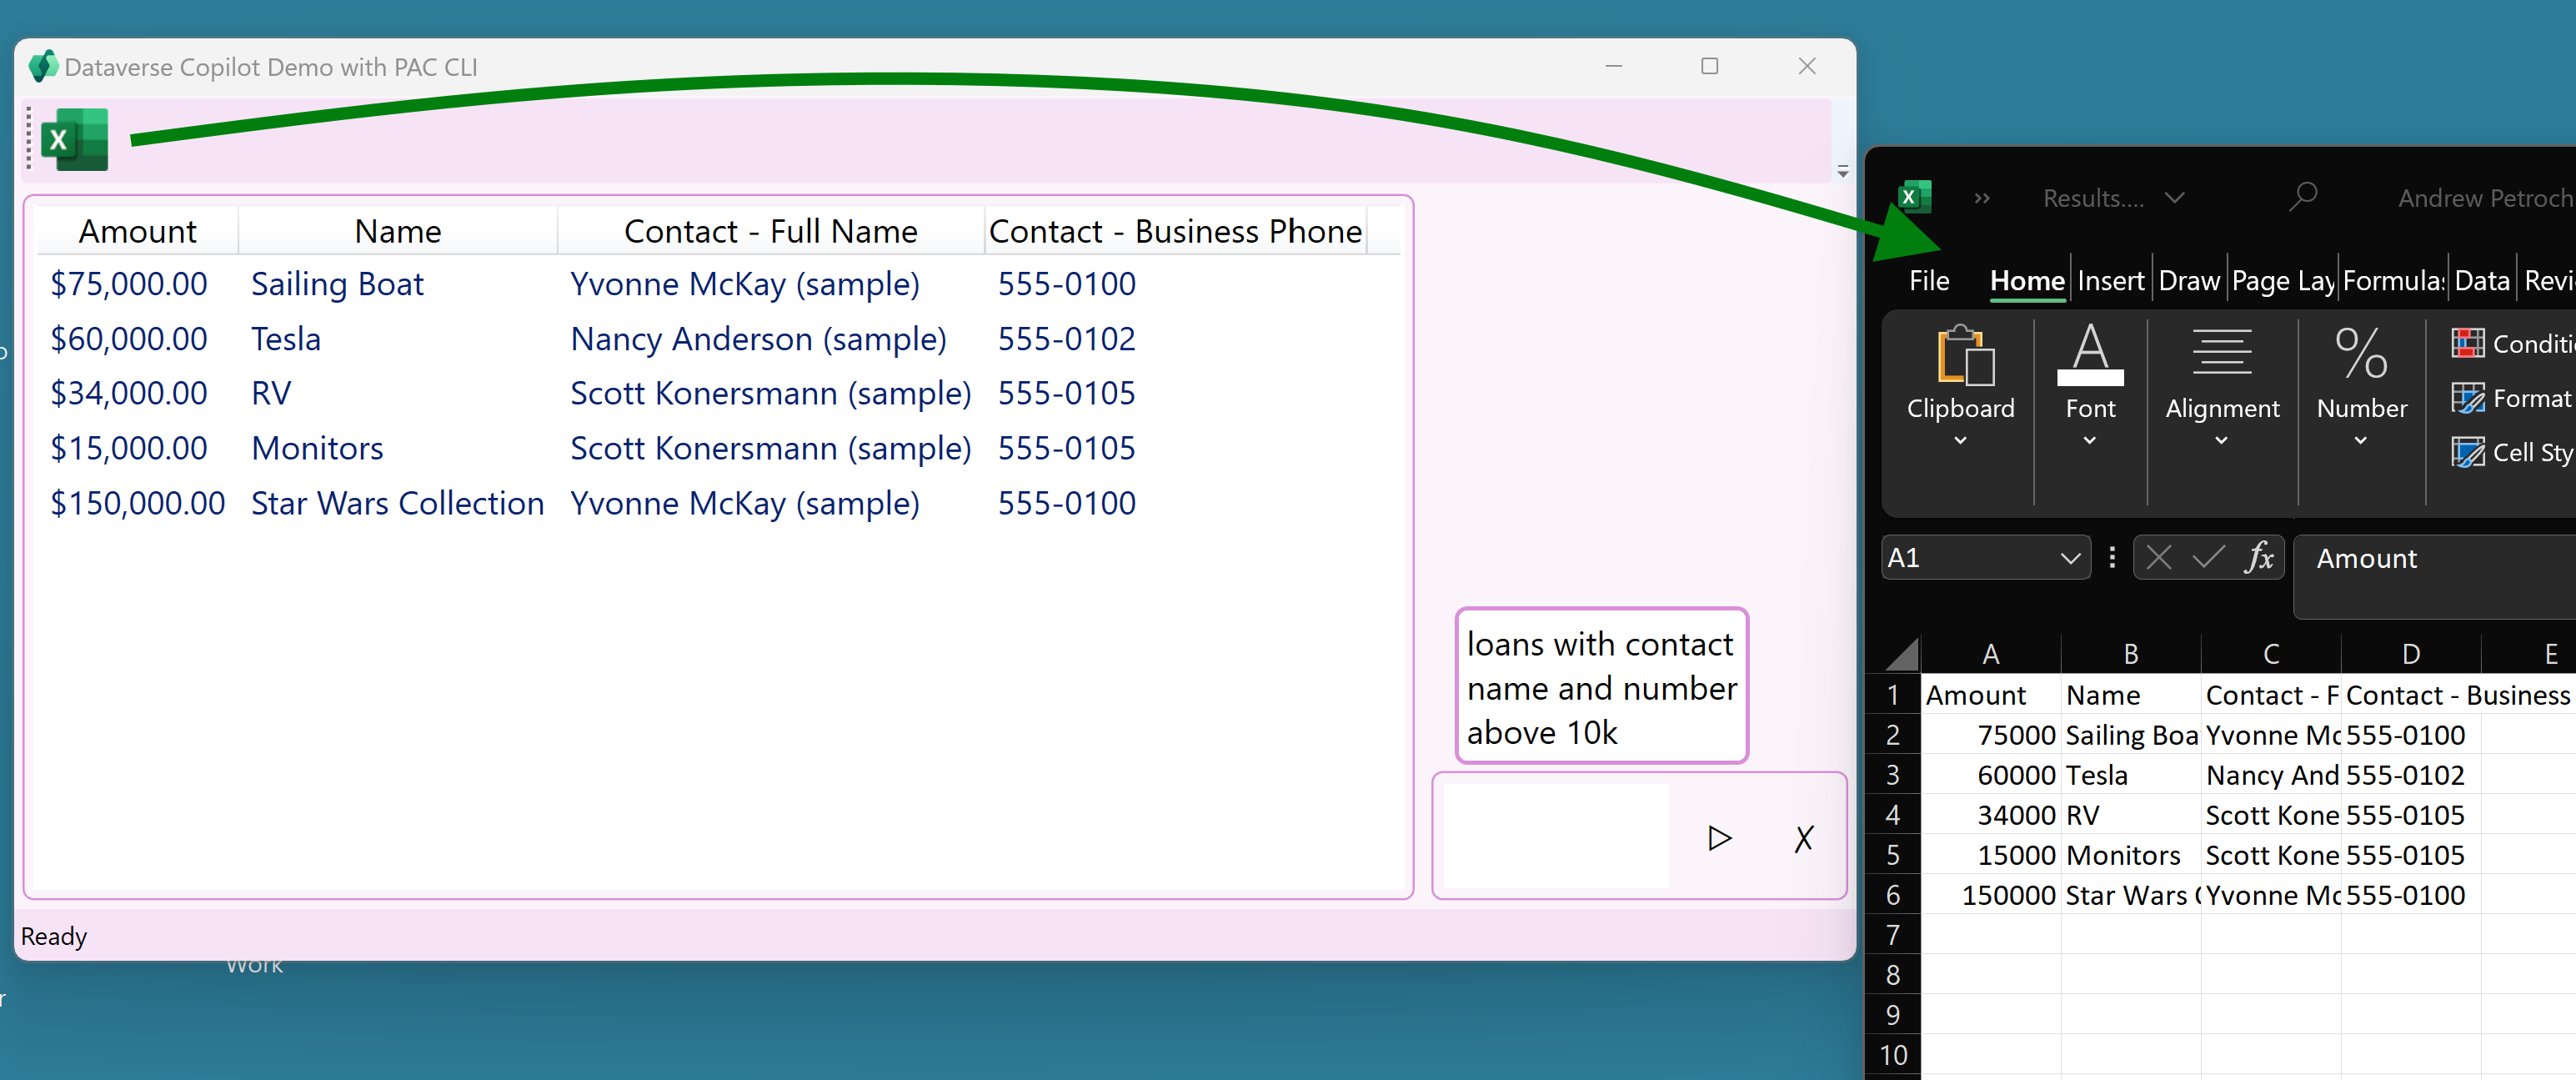 Dataverse Copilot Demo with PAC CLI
Amount Name Contact - Full Name Contact - Business Phone
$75,000.00 Sailing Boat Yvonne McKay (sample) 555-0100
$60,000.00 Tesla Nancy Anderson (sample) 555-0102
$34,000.00 RV Scott Konersmann (sample) 555-0105
$15,000.00 Monitors Scott Konersmann (sample) 555-0105
$150,000.00 Star Wars Collection Yvonne McKay (sample) 555-0100
loans with contact
name and number
above 10k
X
Ready
Work
X Results.... Andrew Petroch
File Home Insert Draw Page Lay Formulas Data Revi
Clipboard Font Alignment Number
Conditi
Format
Cell Sty
A1 fx Amount
A B C D E
1 Amount Name Contact - F Contact - Business
2 75000 Sailing Boa Yvonne Mc 555-0100
3 60000 Tesla Nancy And 555-0102
4 34000 RV Scott Kone 555-0105
5 15000 Monitors Scott Kone 555-0105
6 150000 Star Wars C Yvonne Mc 555-0100
7
8
9
10